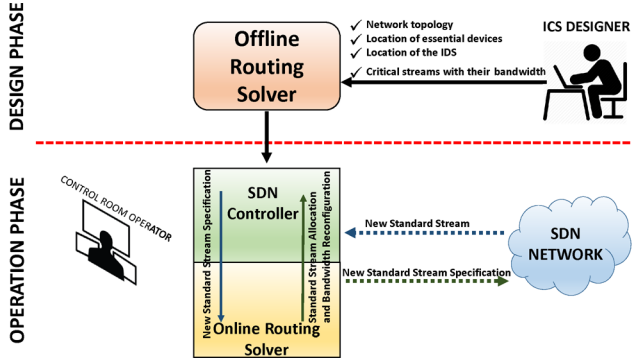 DESIGN PHASE
Offline
Routing
Solver
Network topology
Location of essential devices
Location of the IDS
Critical streams with their bandwidth
ICS DESIGNER
OPERATION PHASE
CONTROL ROOM OPERATOR
New Standard Stream Specification
SDN
Controller
Standard Stream Allocation
and Bandwidth Reconfiguration
Online Routing
Solver
New Standard Stream
New Standard Stream Specification
SDN
NETWORK